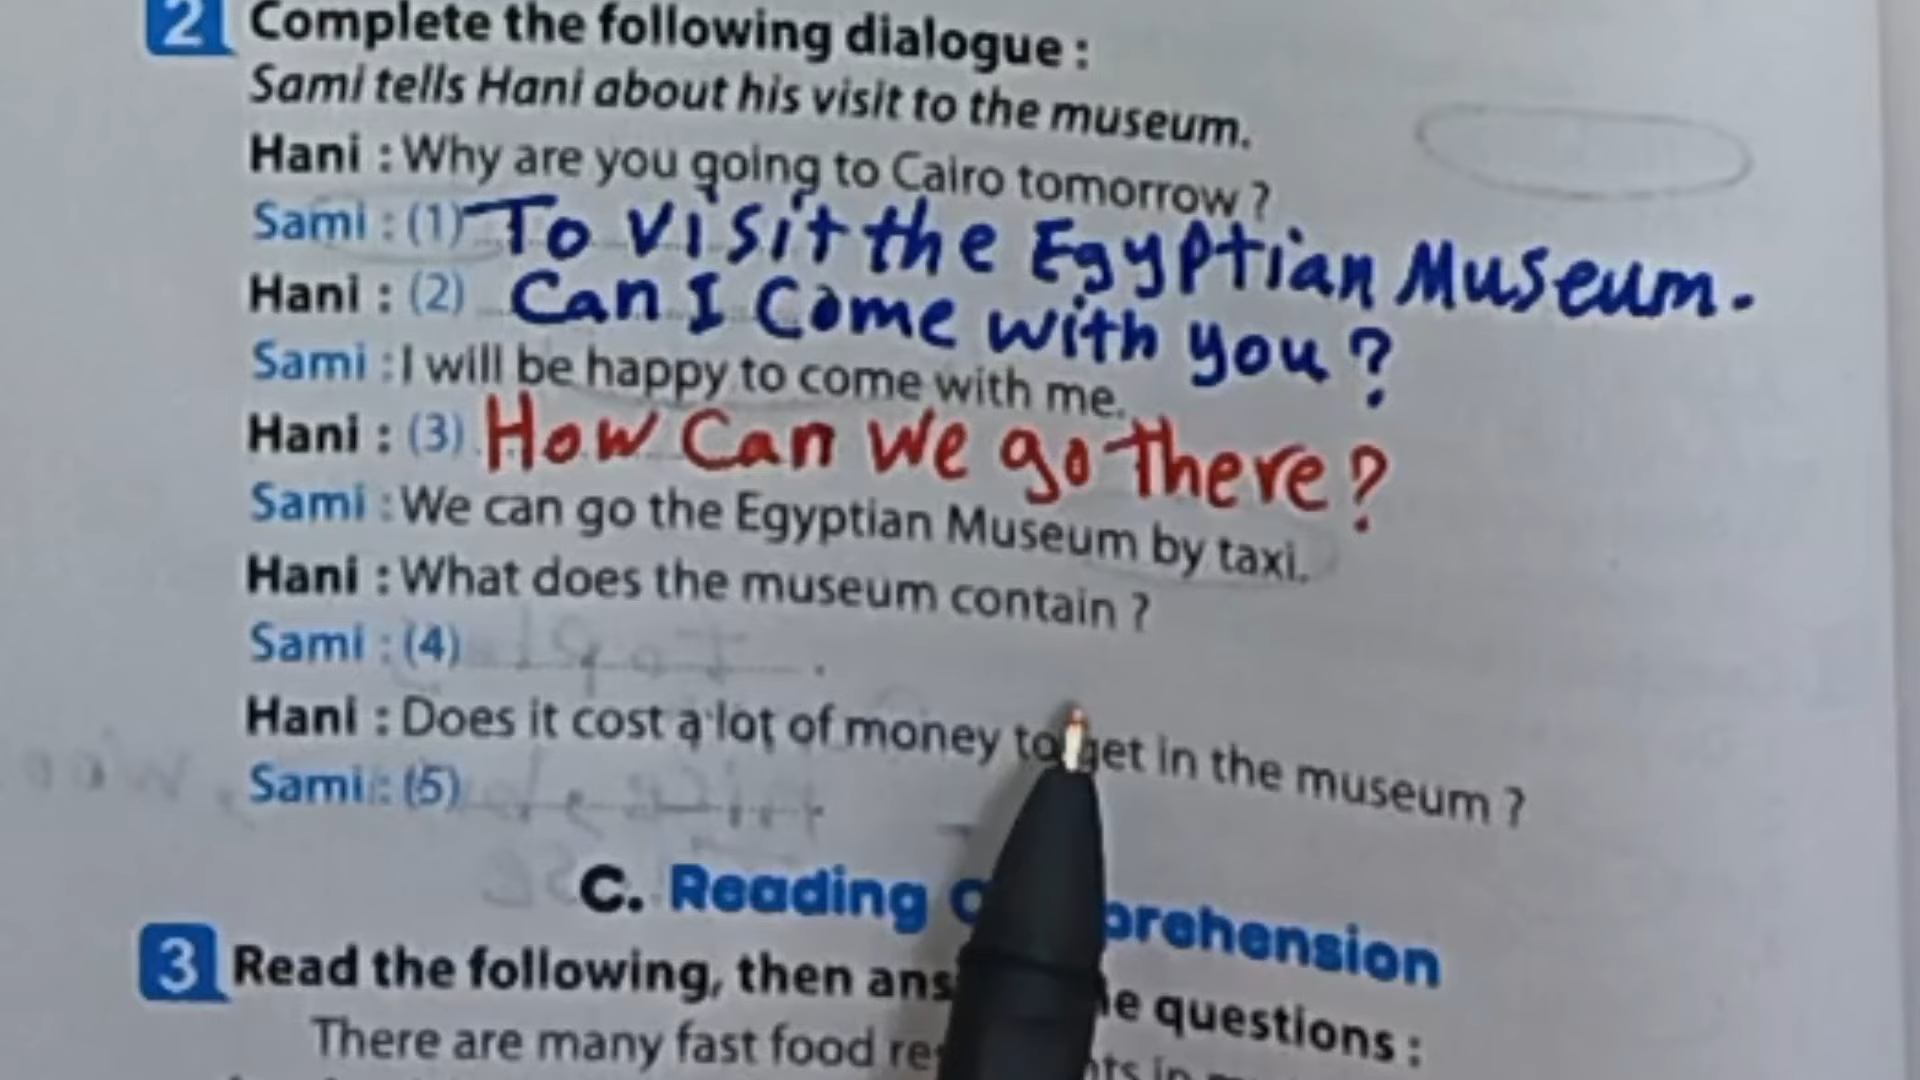 2 Complete the following dialogue :
Sami tells Hani about his visit to the museum.
Hani : Why are you going to Cairo tomorrow ?
Sami : (1) To visit the Egyptian Museum.
Hani : (2) Can I Come with you ?
Sami : I will be happy to come with me.
Hani : (3) How Can We go there ?
Sami : We can go the Egyptian Museum by taxi.
Hani : What does the museum contain ?
Sami : (4)
Hani : Does it cost a lot of money to get in the museum ?
Sami : (5)
C. Reading
3 Read the following, then questions :
There are many fast food